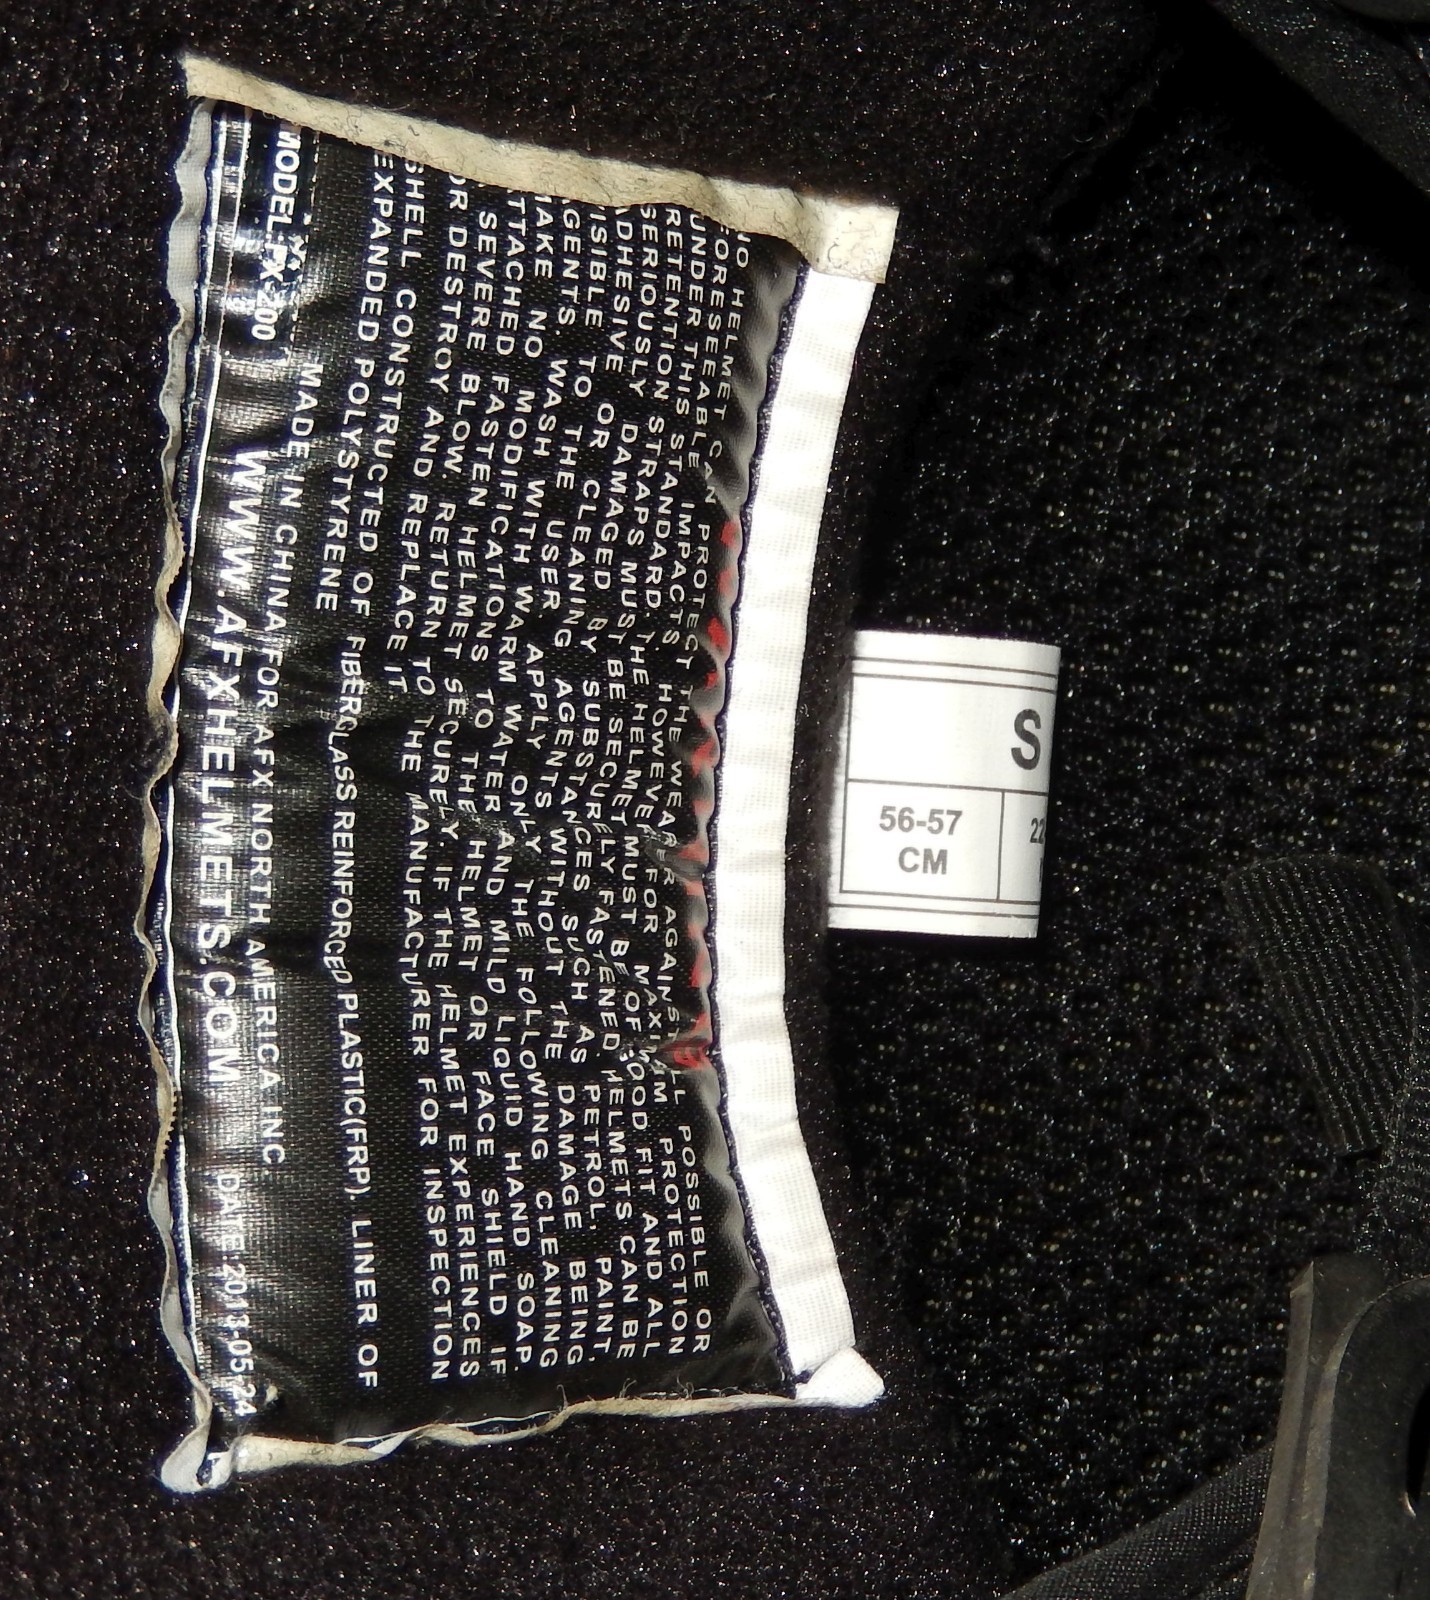 NO HELMET CAN PROTECT THE WEARER AGAINST ALL POSSIBLE OR
FORESEEABLE IMPACTS. HOWEVER FOR MAXIMUM PROTECTION
UNDER THIS STANDARD. THE HELMET MUST BE OF GOOD FIT AND ALL
RETENTION STRAPS MUST BE SECURELY FASTENED. HELMETS CAN BE
SERIOUSLY DAMAGED BY SUBSTANCES SUCH AS PETROL, PAINT,
ADHESIVE OR CLEANING AGENTS WITHOUT THE DAMAGE BEING
VISIBLE TO THE USER APPLY ONLY THE FOLLOWING CLEANING
AGENTS. WASH WITH WARM WATER AND MILD LIQUID HAND SOAP.
MAKE NO MODIFICATIONS TO THE HELMET OR FACE SHIELD IF
ATTACHED FASTEN HELMET SECURELY. IF THE HELMET EXPERIENCES
A SEVERE BLOW. RETURN TO THE MANUFACTURER FOR INSPECTION
OR DESTROY AND REPLACE IT
SHELL CONSTRUCTED OF FIBERGLASS REINFORCED PLASTIC(FRP), LINER OF
EXPANDED POLYSTYRENE
MADE IN CHINA FOR AFX NORTH AMERICA INC
MODEL:FX-200
WWW.AFXHELMETS.COM DATE:2013-05-24
S
56-57
CM
22